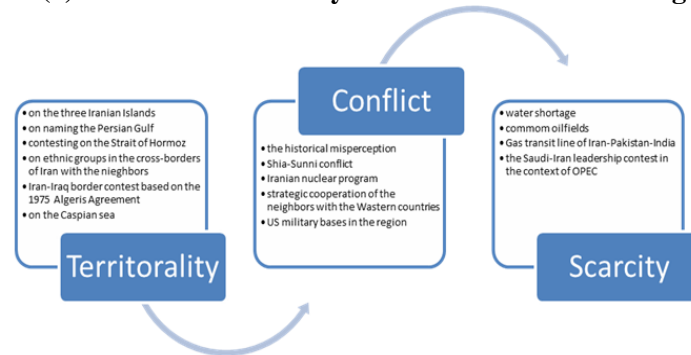 • on the three Iranian Islands
• on naming the Persian Gulf
• contesting on the Strait of Hormoz
• on ethnic groups in the cross-borders
of Iran with the nieghbors
• Iran-Iraq border contest based on the
1975 Algeris Agreement
• on the Caspian sea
Territorality
Conflict
• the historical misperception
• Shia-Sunni conflict
• Iranian nuclear program
• strategic cooperation of the
neighbors with the Wastern countries
• US military bases in the region
• water shortage
• commom oilfields
• Gas transit line of Iran-Pakistan-India
• the Saudi-Iran leadership contest in
the context of OPEC
Scarcity